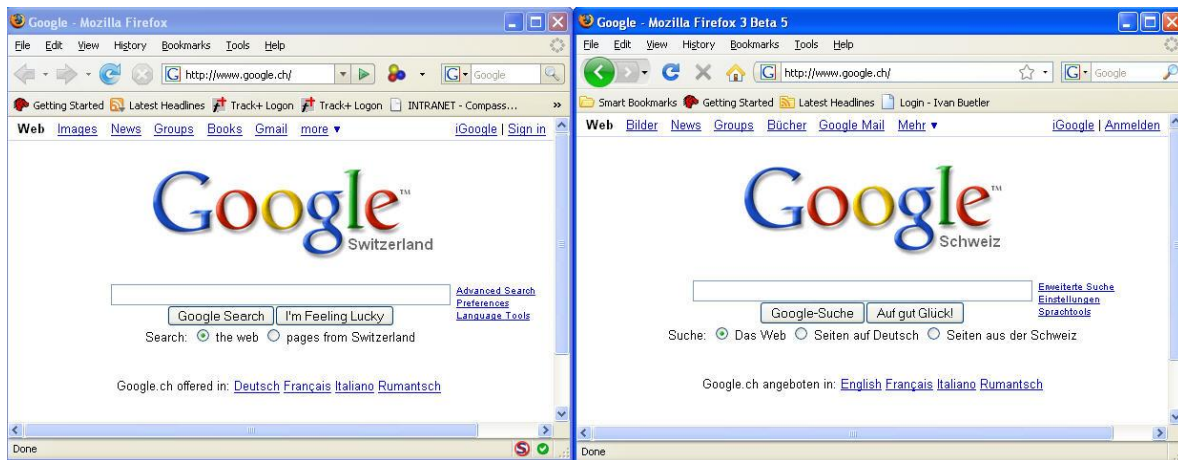 Google - Mozilla Firefox
File Edit View History Bookmarks Tools Help
http://www.google.ch/ Google
Getting Started Latest Headlines Track+ Logon Track+ Logon INTRANET - Compass... »
Web Images News Groups Books Gmail more ▼ iGoogle | Sign in
Google™
Switzerland
Advanced Search
Preferences
Language Tools
Google Search I'm Feeling Lucky
Search: the web pages from Switzerland
Google.ch offered in: Deutsch Français Italiano Rumantsch
Done
Google - Mozilla Firefox 3 Beta 5
File Edit View History Bookmarks Tools Help
http://www.google.ch/ Google
Smart Bookmarks Getting Started Latest Headlines Login - Ivan Buetler
Web Bilder News Groups Bücher Google Mail Mehr ▼ iGoogle | Anmelden
Google™
Schweiz
Erweiterte Suche
Einstellungen
Sprachtools
Google-Suche Auf gut Glück!
Suche: Das Web Seiten auf Deutsch Seiten aus der Schweiz
Google.ch angeboten in: English Français Italiano Rumantsch
Done